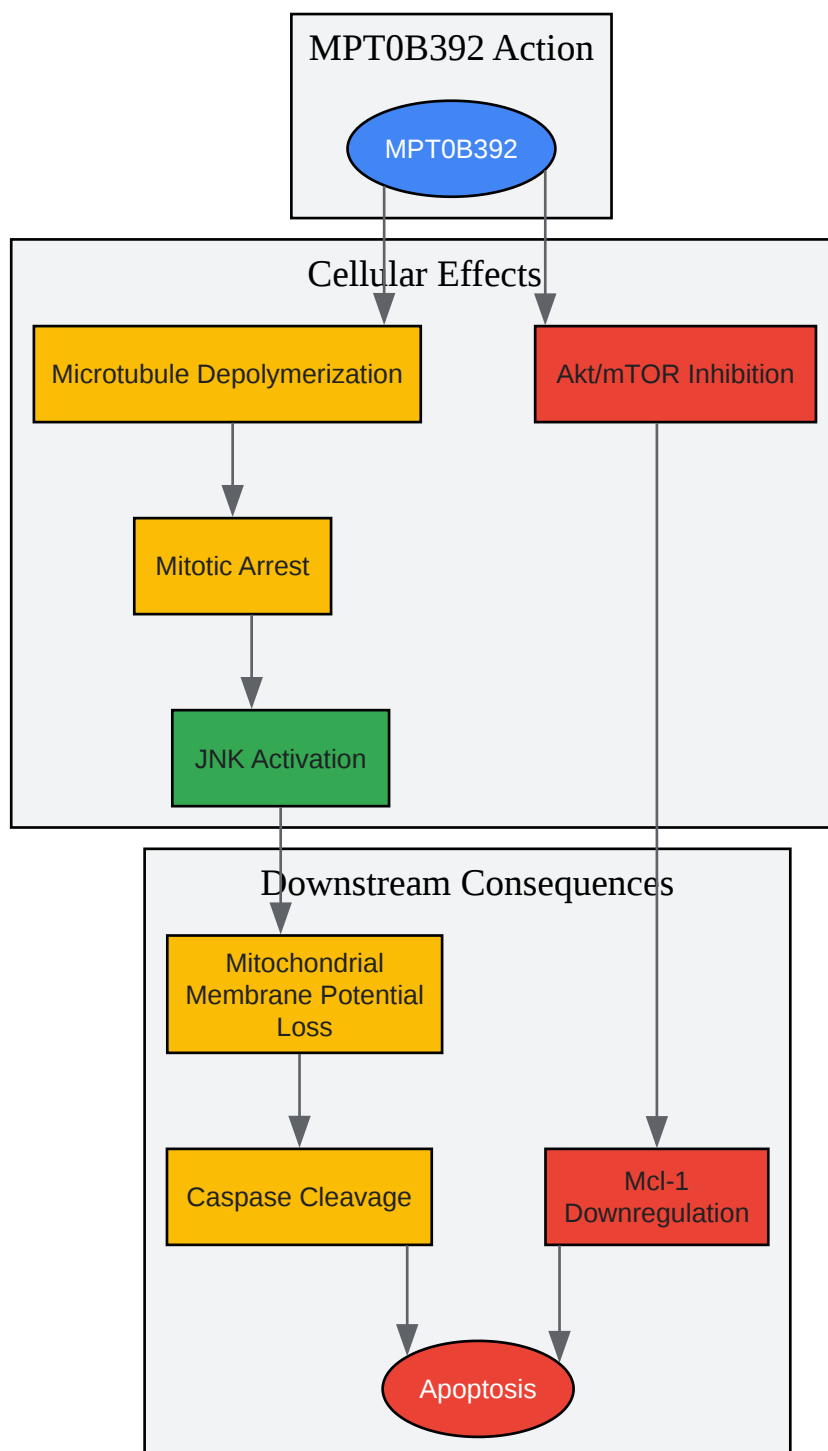 MPT0B392 Action
MPT0B392
Cellular Effects
Microtubule Depolymerization
Akt/mTOR Inhibition
Mitotic Arrest
JNK Activation
Downstream Consequences
Mitochondrial
Membrane Potential
Loss
Caspase Cleavage
Mcl-1
Downregulation
Apoptosis